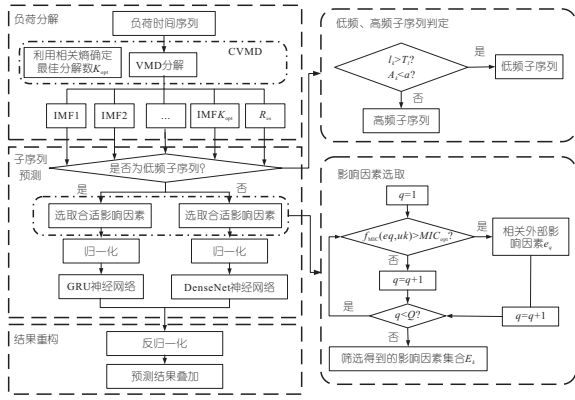 负荷分解
负荷时间序列
CVMD
利用相关熵确定
最佳分解数Kopt
VMD分解
IMF1
IMF2
...
IMFKopt
Res
子序列
预测
是否为低频子序列?
是
否
选取合适影响因素
选取合适影响因素
归一化
归一化
GRU神经网络
DenseNet神经网络
结果重构
反归一化
预测结果叠加
低频、高频子序列判定
lk>Tl?
Ak<a?
是
低频子序列
否
高频子序列
影响因素选取
q=1
fMIC(eq,uk)>MICopt?
是
相关外部影
响因素eq
否
q=q+1
是
q<Q?
q=q+1
否
筛选得到的影响因素集合Ek